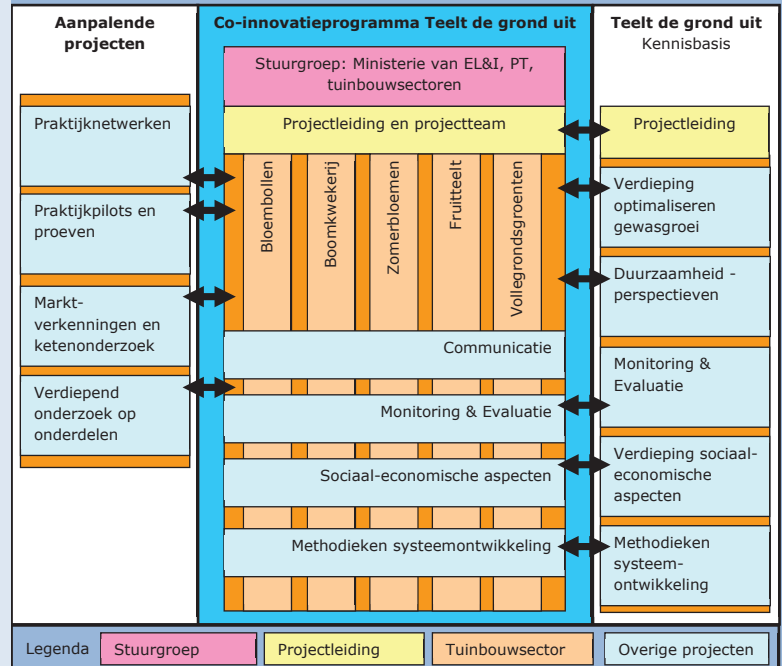 Aanpalende
projecten
Praktijknetwerken
Praktijkpilots en
proeven
Markt-
verkenningen en
ketenonderzoek
Verdiepend
onderzoek op
onderdelen
Co-innovatieprogramma Teelt de grond uit
Stuurgroep: Ministerie van EL&I, PT,
tuinbouwsectoren
Projectleiding en projectteam
Bloembollen
Boomkwekerij
Zomerbloemen
Fruitteelt
Vollegrondsgroenten
Communicatie
Monitoring & Evaluatie
Sociaal-economische aspecten
Methodieken systeemontwikkeling
Teelt de grond uit
Kennisbasis
Projectleiding
Verdieping
optimaliseren
gewasgroei
Duurzaamheid -
perspectieven
Monitoring &
Evaluatie
Verdieping sociaal-
economische
aspecten
Methodieken
systeem-
ontwikkeling
Legenda
Stuurgroep
Projectleiding
Tuinbouwsector
Overige projecten